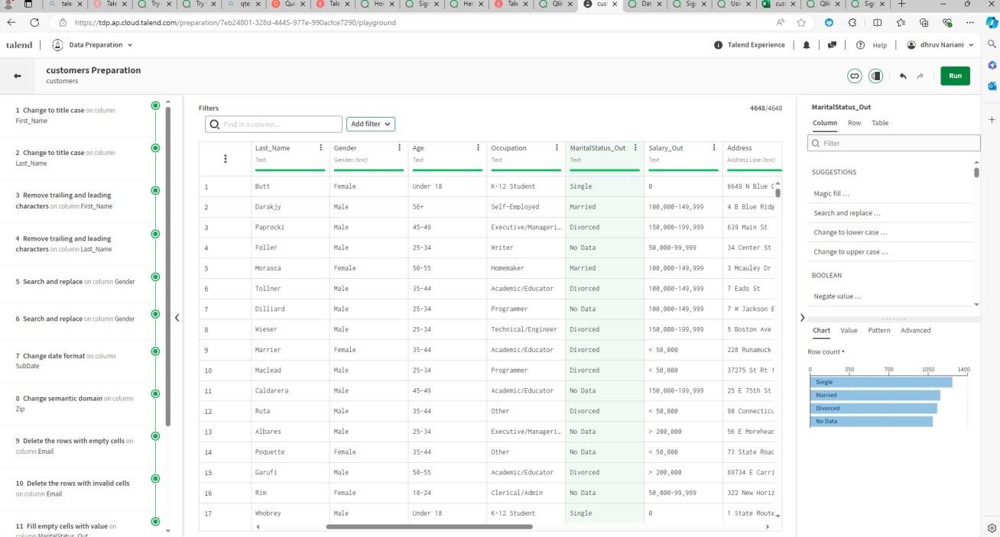 tale
Tale
Try
Try
qte
Qui
Tale
Hor
Sig
Har
Tale
Qlik
cust
Dat
Sig
Usin
cust
Qlik
Sig
https://tdp.ap.cloud.talend.com/preparation/7eb24801-328d-4445-977e-990acfce7290/playground
talend
Data Preparation
Talend Experience
Help
dhruv Nariani
customers Preparation
customers
Run
1 Change to title case on column
First_Name
2 Change to title case on column
Last_Name
3 Remove trailing and leading
characters on column First_Name
4 Remove trailing and leading
characters on column Last_Name
5 Search and replace on column Gender
6 Search and replace on column Gender
7 Change date format on column
SubDate
8 Change semantic domain on column
Zip
9 Delete the rows with empty cells on
column Email
10 Delete the rows with invalid cells
on column Email
11 Fill empty cells with value on
column MaritalStatus_Out
Filters
4648/4648
Find in a column...
Add filter
Last_Name Gender Age Occupation MaritalStatus_Out Salary_Out Address
Text Gender (text) Text Text Text Text Address Line (text)
1 Butt Female Under 18 K-12 Student Single 0 6649 N Blue G
2 Darakjy Male 56+ Self-Employed Married 100,000-149,999 4 B Blue Ridg
3 Paprocki Male 45-49 Executive/Manageri… Divorced 150,000-199,999 639 Main St
4 Foller Male 25-34 Writer No Data 50,000-99,999 34 Center St
5 Morasca Female 50-55 Homemaker Married 100,000-149,999 3 Mcauley Dr
6 Tollner Male 35-44 Academic/Educator Divorced 100,000-149,999 7 Eads St
7 Dilliard Male 25-34 Programmer No Data 100,000-149,999 7 W Jackson B
8 Wieser Male 25-34 Technical/Engineer Divorced 150,000-199,999 5 Boston Ave
9 Marrier Female 35-44 Academic/Educator Divorced < 50,000 228 Runamuck
10 Maclead Male 25-34 Programmer Divorced < 50,000 37275 St Rt 1
11 Caldarera Male 45-49 Academic/Educator No Data 150,000-199,999 25 E 75th St
12 Ruta Male 35-44 Other Divorced < 50,000 98 Connecticu
13 Albares Male 25-34 Executive/Manageri… No Data > 200,000 56 E Morehead
14 Poquette Female 35-44 Other No Data < 50,000 73 State Road
15 Garufi Male 50-55 Academic/Educator Divorced > 200,000 69734 E Carri
16 Rim Female 18-24 Clerical/Admin No Data 50,000-99,999 322 New Horiz
17 Whobrey Male Under 18 K-12 Student Single 0 1 State Route
MaritalStatus_Out
Column Row Table
Filter
SUGGESTIONS
Magic fill ...
Search and replace ...
Change to lower case ...
Change to upper case ...
BOOLEAN
Negate value ...
Chart Value Pattern Advanced
Row count
0 350 700 1050 1400
Single
Married
Divorced
No Data